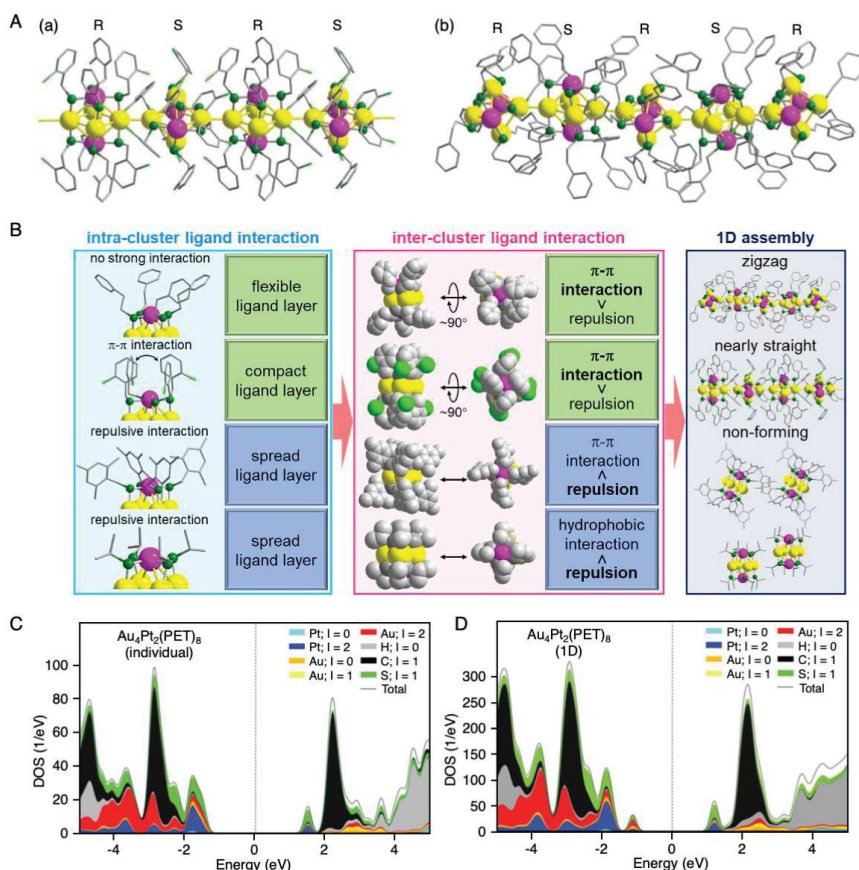 A
(a)
R S R S
(b)
R S R S R
B
intra-cluster ligand interaction
no strong interaction
flexible
ligand layer
π-π interaction
compact
ligand layer
repulsive interaction
spread
ligand layer
repulsive interaction
spread
ligand layer
inter-cluster ligand interaction
~90°
π-π
interaction
>
repulsion
~90°
π-π
interaction
>
repulsion
π-π
interaction
<
repulsion
hydrophobic
interaction
<
repulsion
1D assembly
zigzag
nearly straight
non-forming
C
Au₄Pt₂(PET)₈
(individual)
Pt; l = 0
Pt; l = 2
Au; l = 0
Au; l = 1
Au; l = 2
H; l = 0
C; l = 1
S; l = 1
Total
DOS (1/eV)
100
80
60
40
20
0
-4 -2 0 2 4
Energy (eV)
D
Au₄Pt₂(PET)₈
(1D)
Pt; l = 0
Pt; l = 2
Au; l = 0
Au; l = 1
Au; l = 2
H; l = 0
C; l = 1
S; l = 1
Total
DOS (1/eV)
300
250
200
150
100
50
0
-4 -2 0 2 4
Energy (eV)